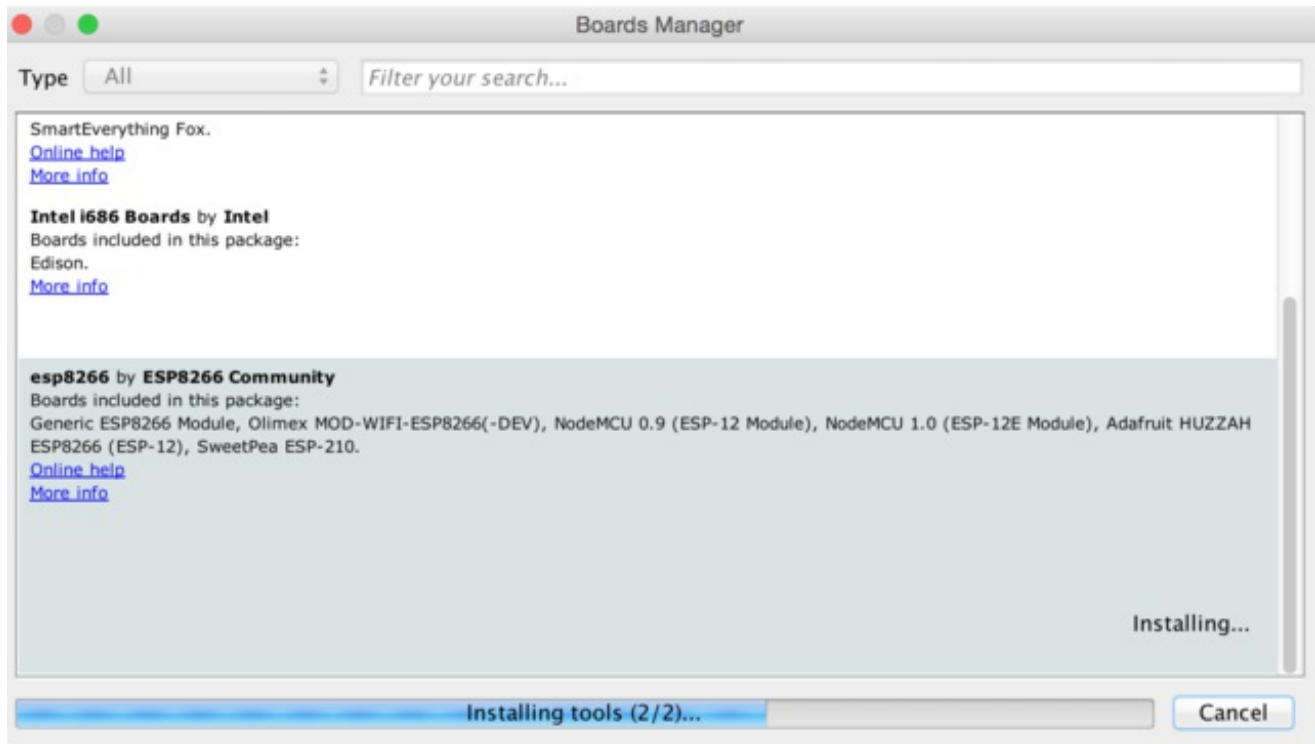 Boards Manager
Type All Filter your search...
SmartEverything Fox.
Online help
More info
Intel i686 Boards by Intel
Boards included in this package:
Edison.
More info
esp8266 by ESP8266 Community
Boards included in this package:
Generic ESP8266 Module, Olimex MOD-WIFI-ESP8266(-DEV), NodeMCU 0.9 (ESP-12 Module), NodeMCU 1.0 (ESP-12E Module), Adafruit HUZZAH
ESP8266 (ESP-12), SweetPea ESP-210.
Online help
More info
Installing...
Installing tools (2/2)... Cancel